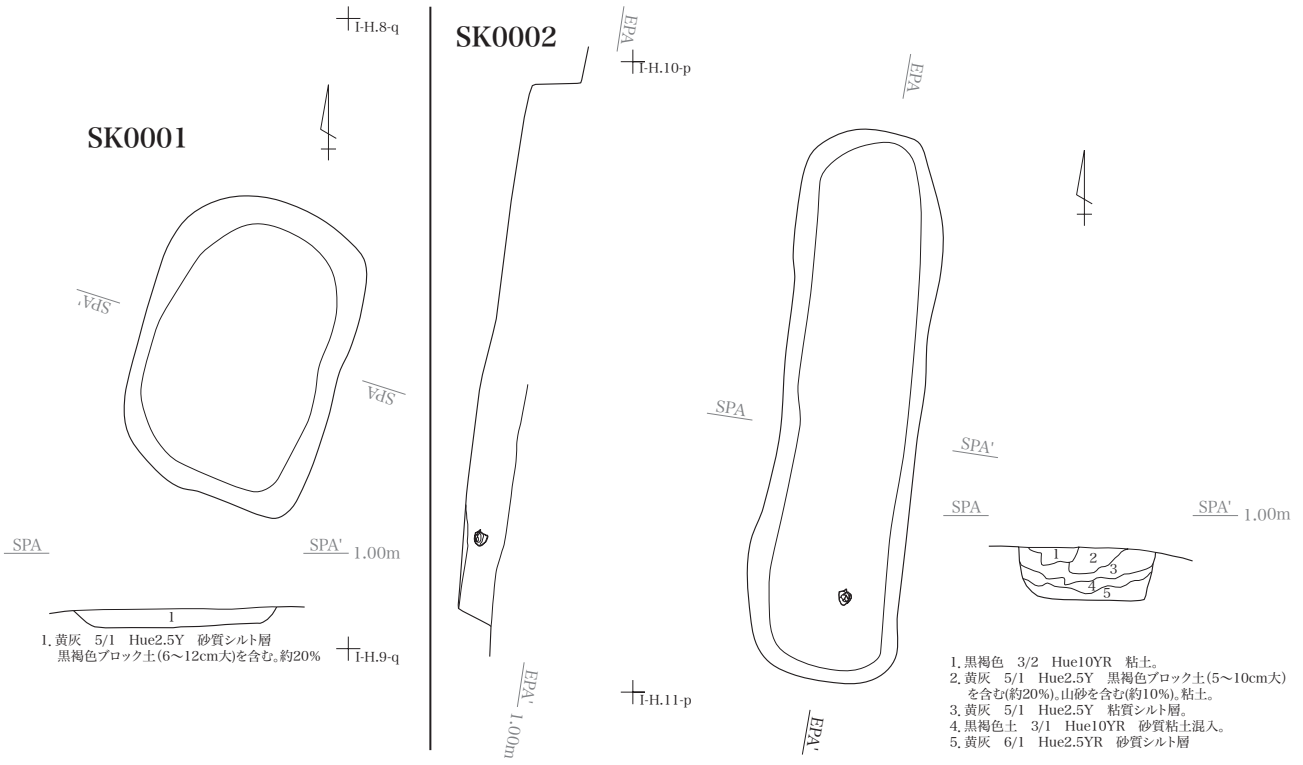 I-H.8-q
SK0001
SPA'
SPA
SPA
SPA' 1.00m
1
1. 黄灰 5/1 Hue2.5Y 砂質シルト層
黒褐色ブロック土(6～12cm大)を含む。約20%
I-H.9-q
SK0002
EPA
I-H.10-p
EPA
SPA
SPA'
SPA
SPA' 1.00m
1
2
3
4
5
EPA' 1.00m
I-H.11-p
EPA'
1. 黒褐色 3/2 Hue10YR 粘土。
2. 黄灰 5/1 Hue2.5Y 黒褐色ブロック土(5～10cm大)
を含む(約20%)。山砂を含む(約10%)。粘土。
3. 黄灰 5/1 Hue2.5Y 粘質シルト層。
4. 黒褐色土 3/1 Hue10YR 砂質粘土混入。
5. 黄灰 6/1 Hue2.5YR 砂質シルト層